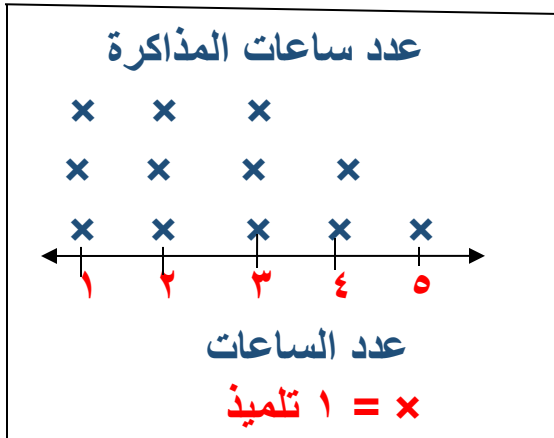 عدد ساعات المذاكرة
× × ×
× × × ×
× × × × ×
١ ٢ ٣ ٤ ٥
عدد الساعات
× = ١ تلميذ